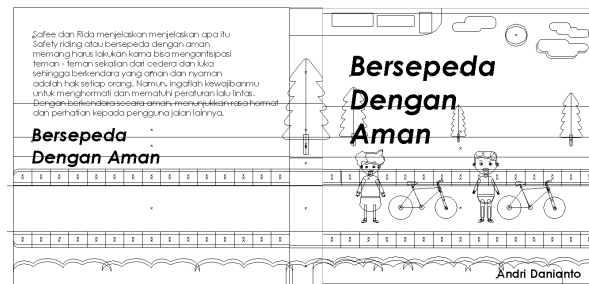 Safee dan Rida menjelaskan menjelaskan apa itu
Safety riding atau bersepeda dengan aman
memang harus lakukan karna bisa mengantisipasi
teman - teman sekalian dari cedera dan luka
sehingga berkendara yang aman dan nyaman
adalah hak setiap orang. Namun, ingatlah kewajibanmu
untuk menghormati dan mematuhi peraturan lalu lintas.
Dengan berkendara secara aman, menunjukkan rasa hormat
dan perhatian kepada pengguna jalan lainnya.
Bersepeda
Dengan Aman
Bersepeda
Dengan
Aman
Andri Danianto